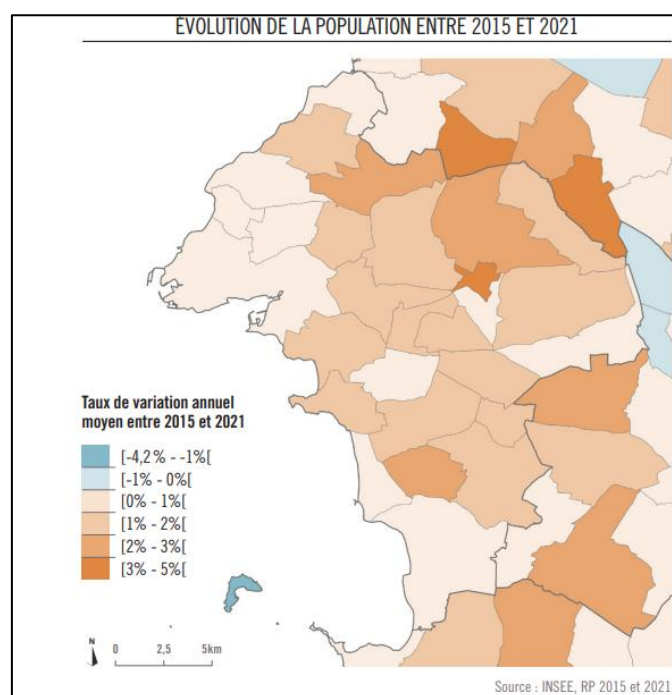 ÉVOLUTION DE LA POPULATION ENTRE 2015 ET 2021
Taux de variation annuel
moyen entre 2015 et 2021
[-4,2 % - -1%[
[-1% - 0%[
[0% - 1%[
[1% - 2%[
[2% - 3%[
[3% - 5%[
N
0 2,5 5km
Source : INSEE, RP 2015 et 2021